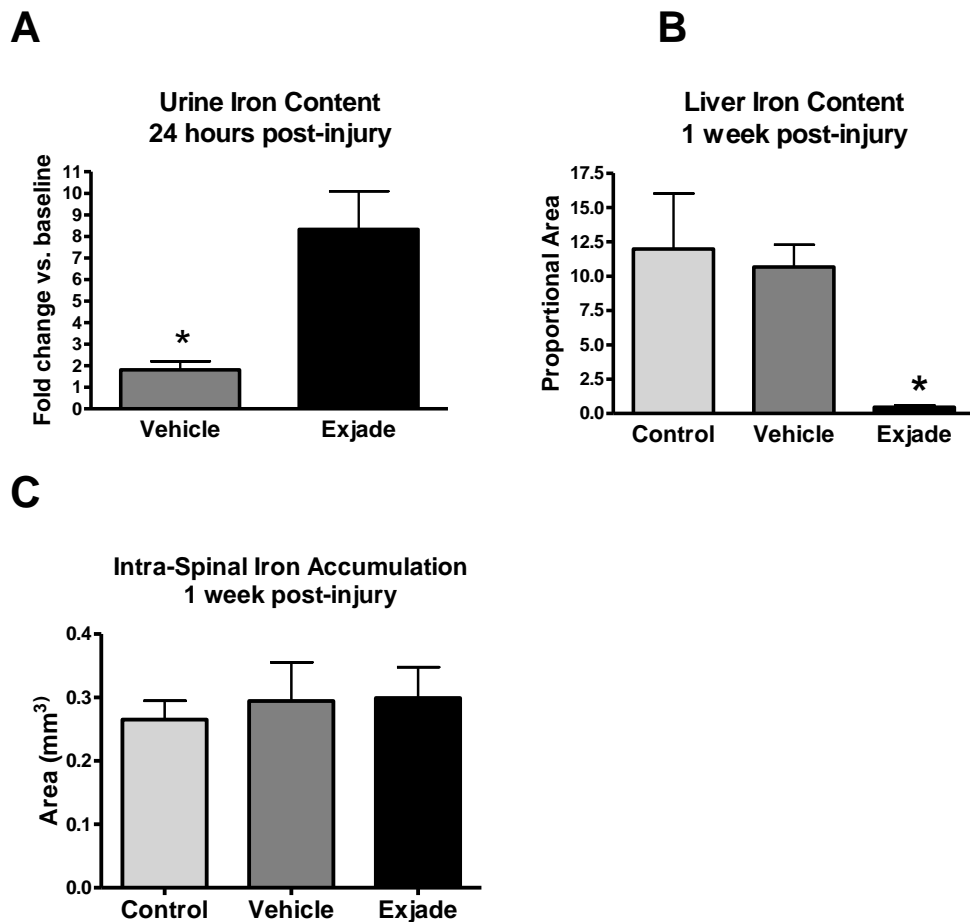 A
Urine Iron Content
24 hours post-injury
Fold change vs. baseline
11
10
9
8
7
6
5
4
3
2
1
0
*
Vehicle Exjade
B
Liver Iron Content
1 week post-injury
Proportional Area
17.5
15.0
12.5
10.0
7.5
5.0
2.5
0.0
*
Control Vehicle Exjade
C
Intra-Spinal Iron Accumulation
1 week post-injury
Area (mm³)
0.4
0.3
0.2
0.1
0.0
Control Vehicle Exjade